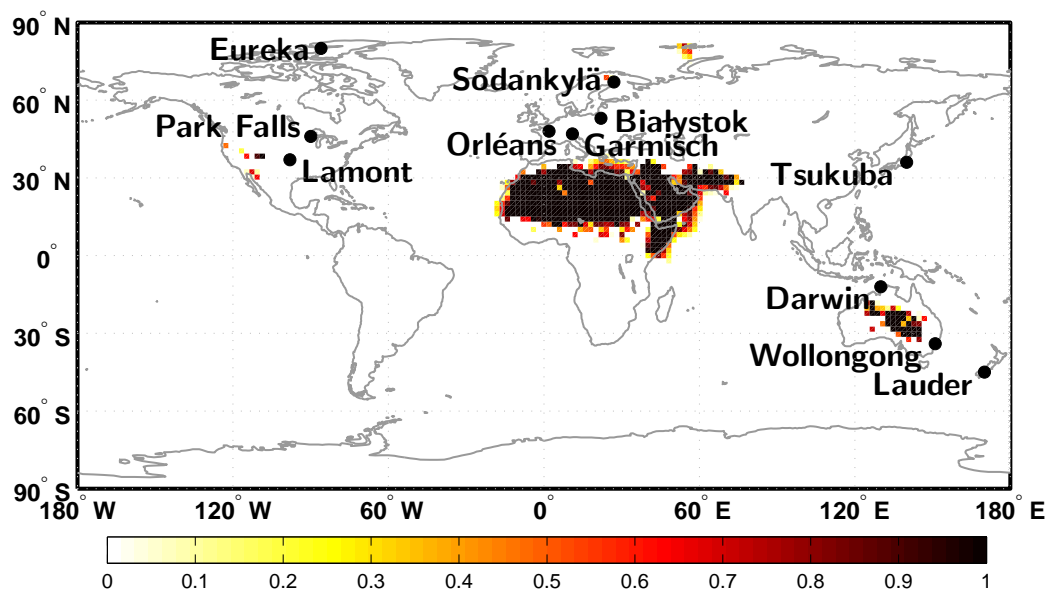 90° N
Eureka
Sodankylä
60° N
Park Falls
Białystok
Orléans
Garmisch
Lamont
30° N
Tsukuba
0°
Darwin
30° S
Wollongong
Lauder
60° S
90° S
180° W 120° W 60° W 0° 60° E 120° E 180° E
0 0.1 0.2 0.3 0.4 0.5 0.6 0.7 0.8 0.9 1